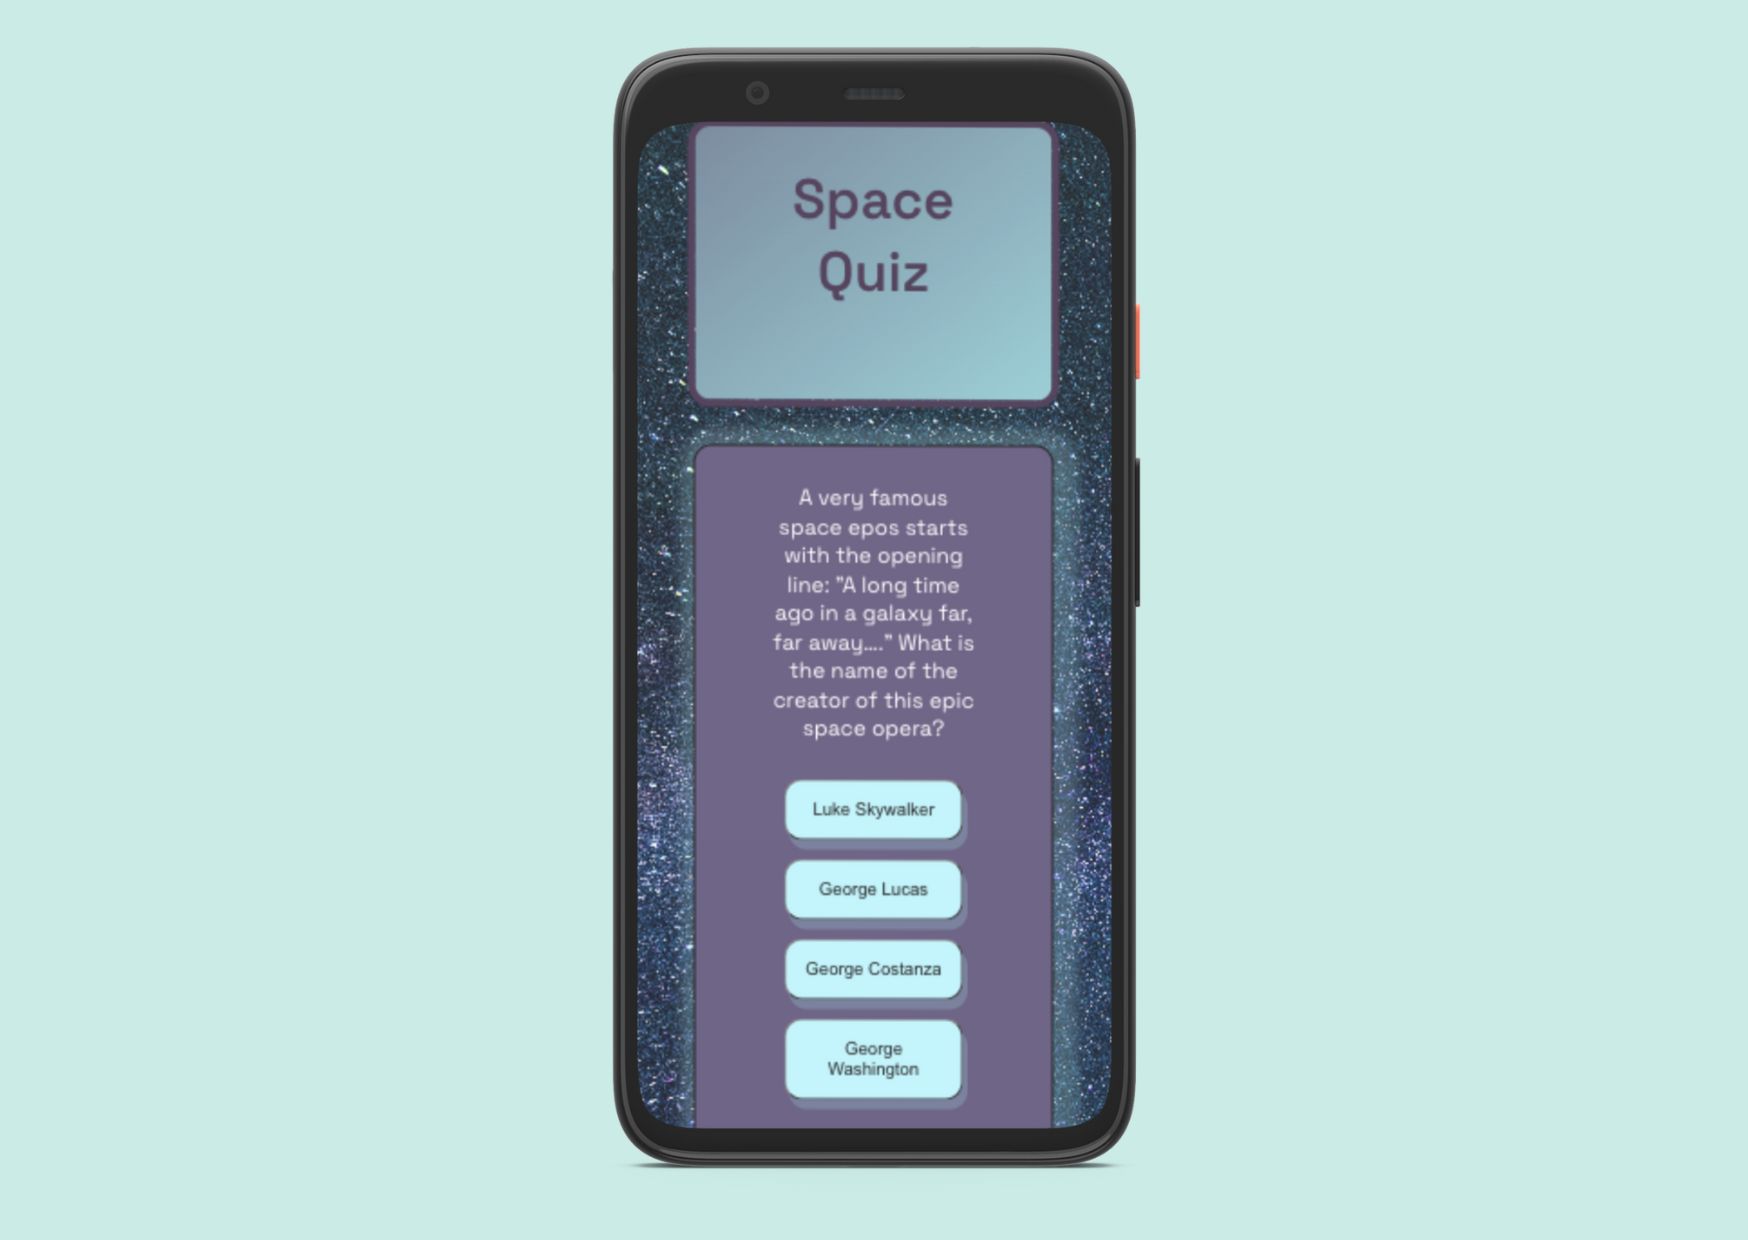 Space
Quiz
A very famous
space epos starts
with the opening
line: "A long time
ago in a galaxy far,
far away...." What is
the name of the
creator of this epic
space opera?
Luke Skywalker
George Lucas
George Costanza
George
Washington